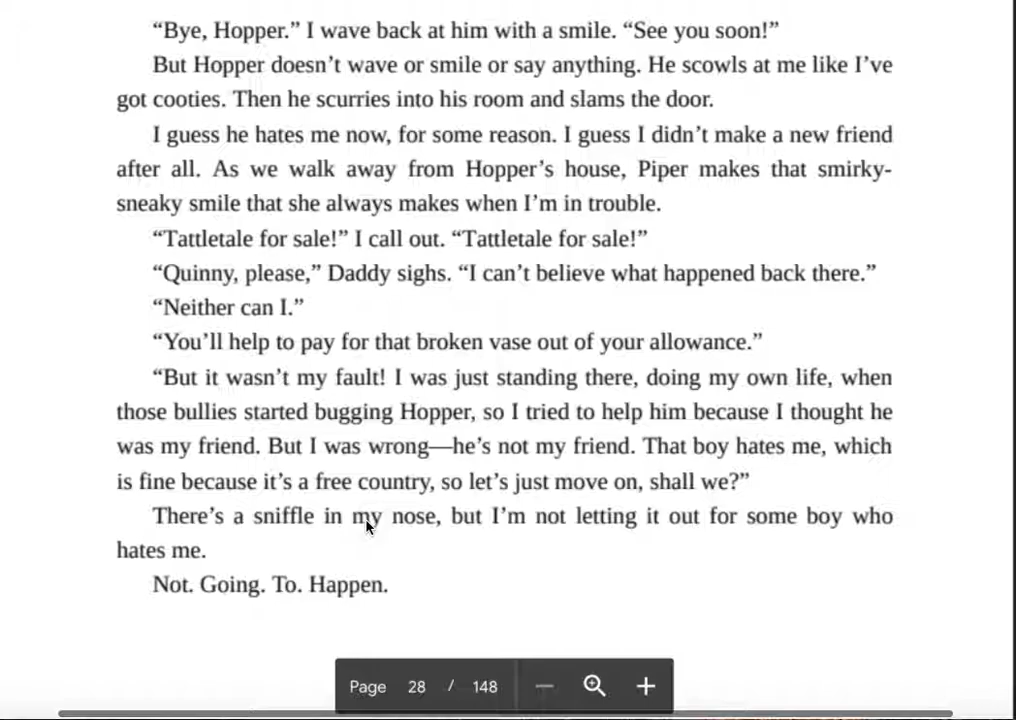 “Bye, Hopper.” I wave back at him with a smile. “See you soon!”
But Hopper doesn’t wave or smile or say anything. He scowls at me like I’ve
got cooties. Then he scurries into his room and slams the door.
I guess he hates me now, for some reason. I guess I didn’t make a new friend
after all. As we walk away from Hopper’s house, Piper makes that smirky-
sneaky smile that she always makes when I’m in trouble.
“Tattletale for sale!” I call out. “Tattletale for sale!”
“Quinny, please,” Daddy sighs. “I can’t believe what happened back there.”
“Neither can I.”
“You’ll help to pay for that broken vase out of your allowance.”
“But it wasn’t my fault! I was just standing there, doing my own life, when
those bullies started bugging Hopper, so I tried to help him because I thought he
was my friend. But I was wrong—he’s not my friend. That boy hates me, which
is fine because it’s a free country, so let’s just move on, shall we?”
There’s a sniffle in my nose, but I’m not letting it out for some boy who
hates me.
Not. Going. To. Happen.
Page 28 / 148